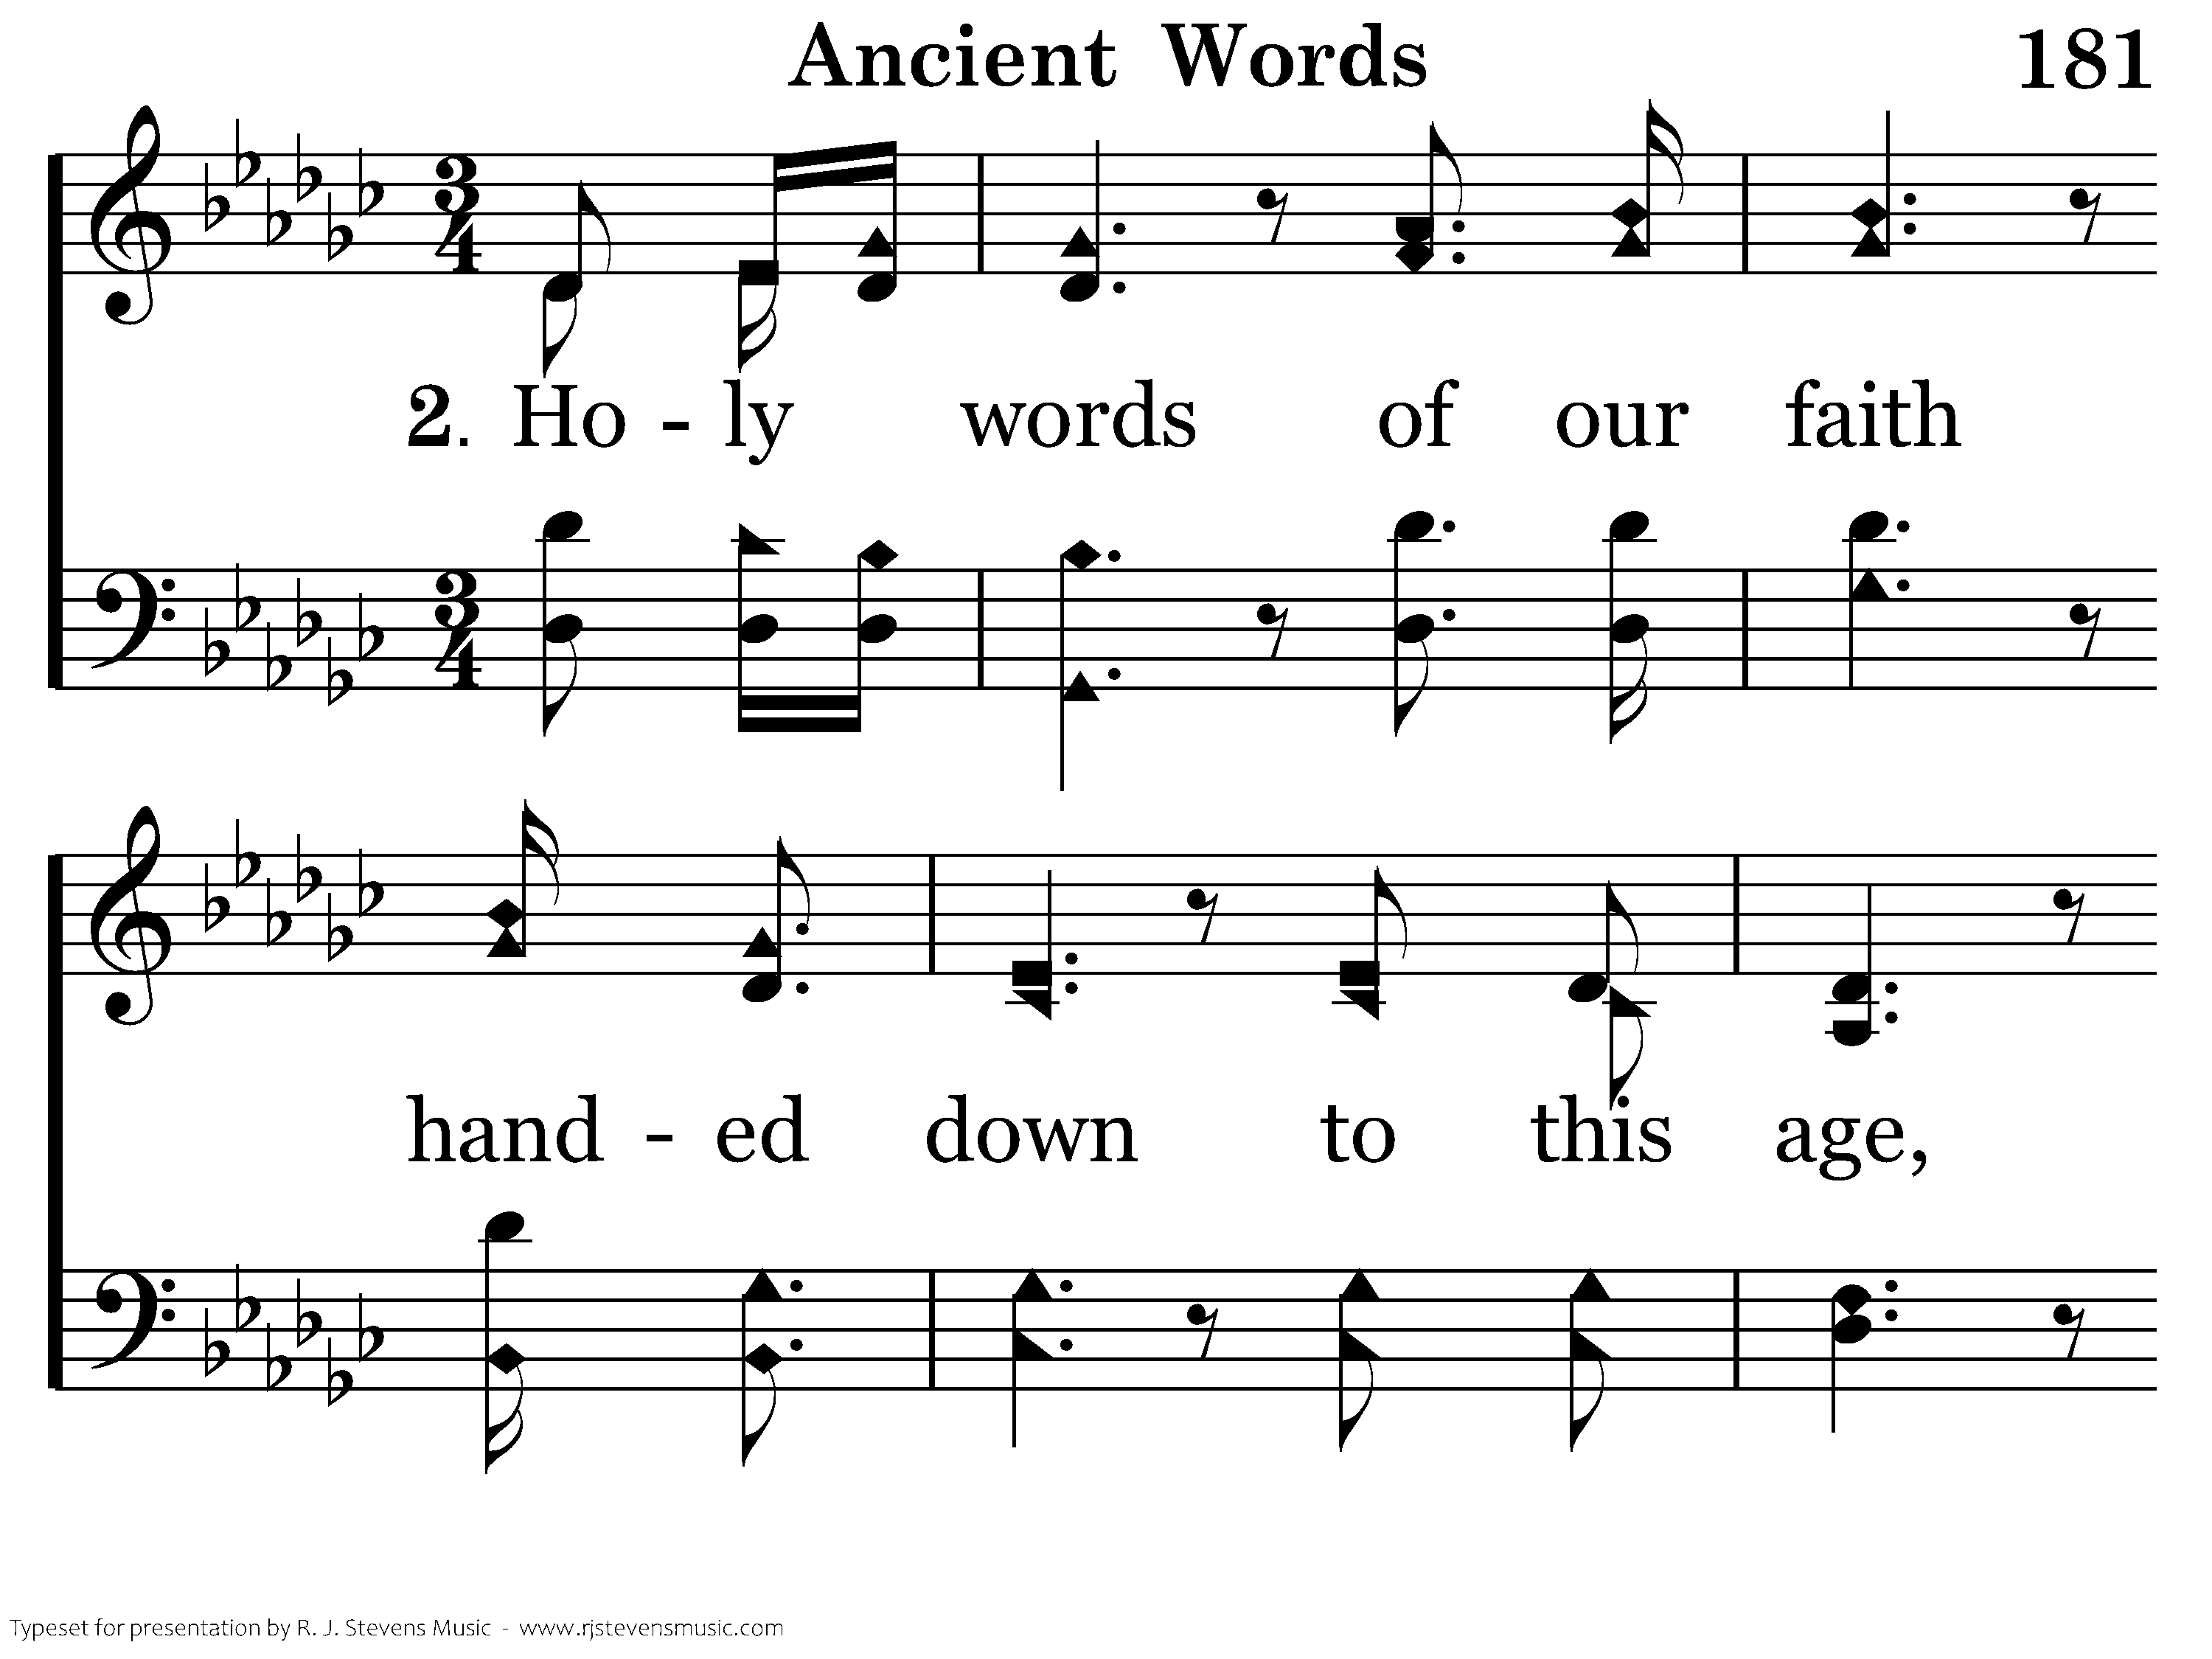 Ancient Words 181
2. Ho - ly words of our faith
hand - ed down to this age,
Typeset for presentation by R. J. Stevens Music - www.rjstevensmusic.com